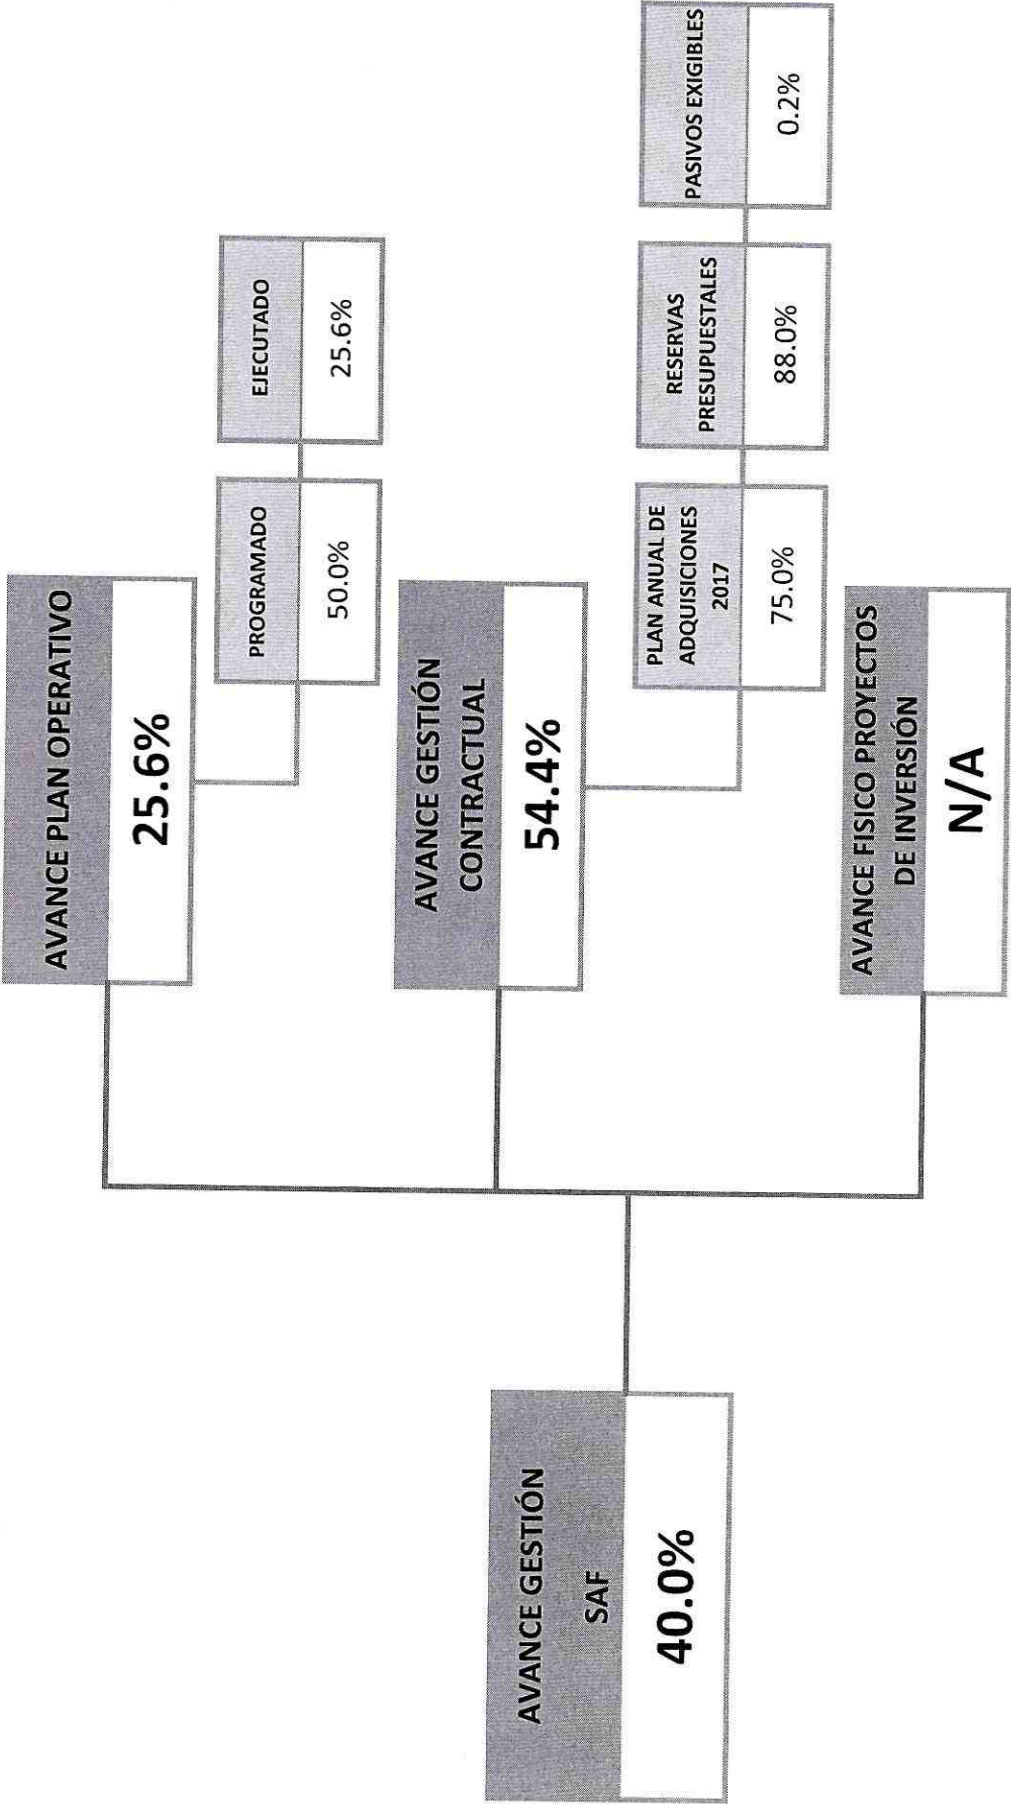 AVANCE GESTIÓN
SAF
40.0%
AVANCE PLAN OPERATIVO
25.6%
PROGRAMADO
50.0%
EJECUTADO
25.6%
AVANCE GESTIÓN
CONTRACTUAL
54.4%
PLAN ANUAL DE
ADQUISICIONES
2017
75.0%
RESERVAS
PRESUPUESTALES
88.0%
PASIVOS EXIGIBLES
0.2%
AVANCE FISICO PROYECTOS
DE INVERSIÓN
N/A